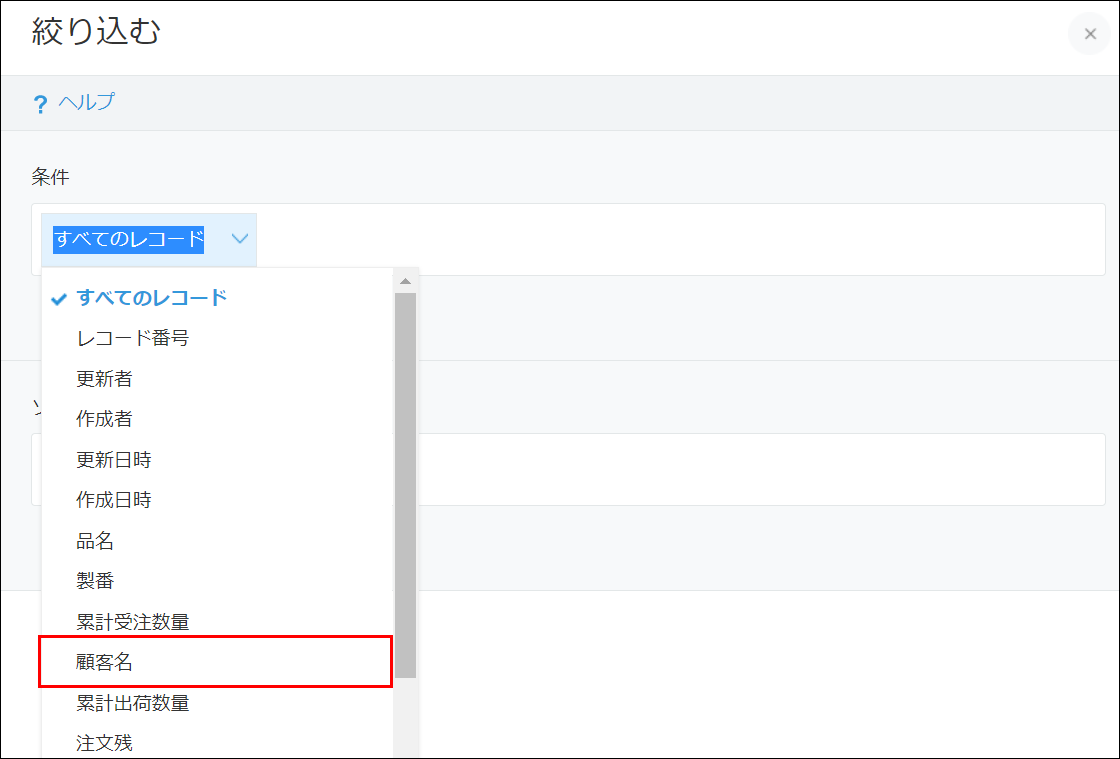 絞り込む
×
? ヘルプ
条件
すべてのレコード
すべてのレコード
レコード番号
更新者
作成者
更新日時
作成日時
品名
製番
累計受注数量
顧客名
累計出荷数量
注文残